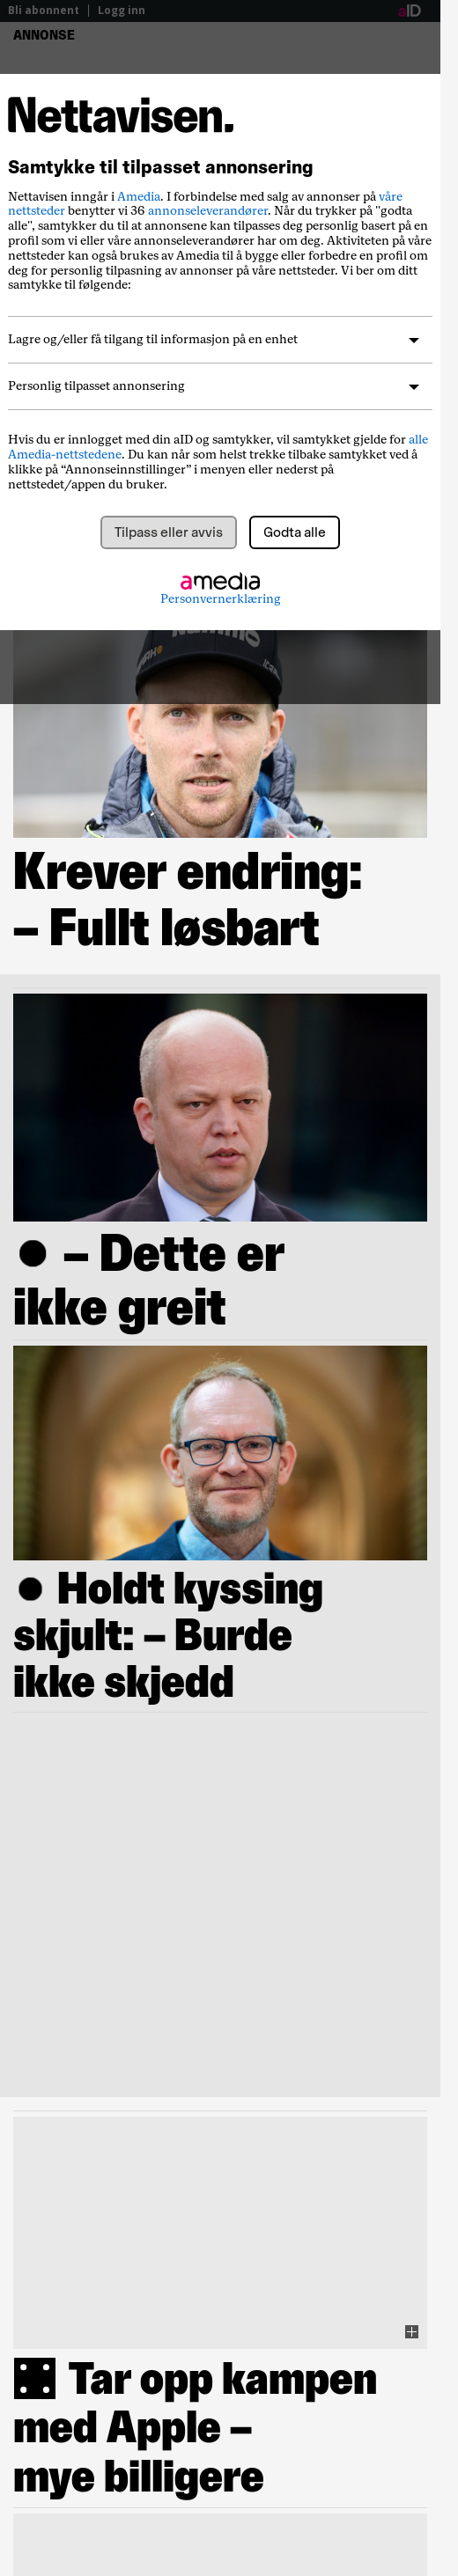 Bli abonnent | Logg inn
aID
ANNONSE
Nettavisen.
Samtykke til tilpasset annonsering
Nettavisen inngår i Amedia. I forbindelse med salg av annonser på våre
nettsteder benytter vi 36 annonseleverandører. Når du trykker på "godta
alle", samtykker du til at annonsene kan tilpasses deg personlig basert på en
profil som vi eller våre annonseleverandører har om deg. Aktiviteten på våre
nettsteder kan også brukes av Amedia til å bygge eller forbedre en profil om
deg for personlig tilpasning av annonser på våre nettsteder. Vi ber om ditt
samtykke til følgende:
Lagre og/eller få tilgang til informasjon på en enhet
Personlig tilpasset annonsering
Hvis du er innlogget med din aID og samtykker, vil samtykket gjelde for alle
Amedia-nettstedene. Du kan når som helst trekke tilbake samtykket ved å
klikke på “Annonseinnstillinger” i menyen eller nederst på
nettstedet/appen du bruker.
Tilpass eller avvis
Godta alle
amedia
Personvernerklæring
Krever endring:
– Fullt løsbart
– Dette er
ikke greit
Holdt kyssing
skjult: – Burde
ikke skjedd
Tar opp kampen
med Apple –
mye billigere